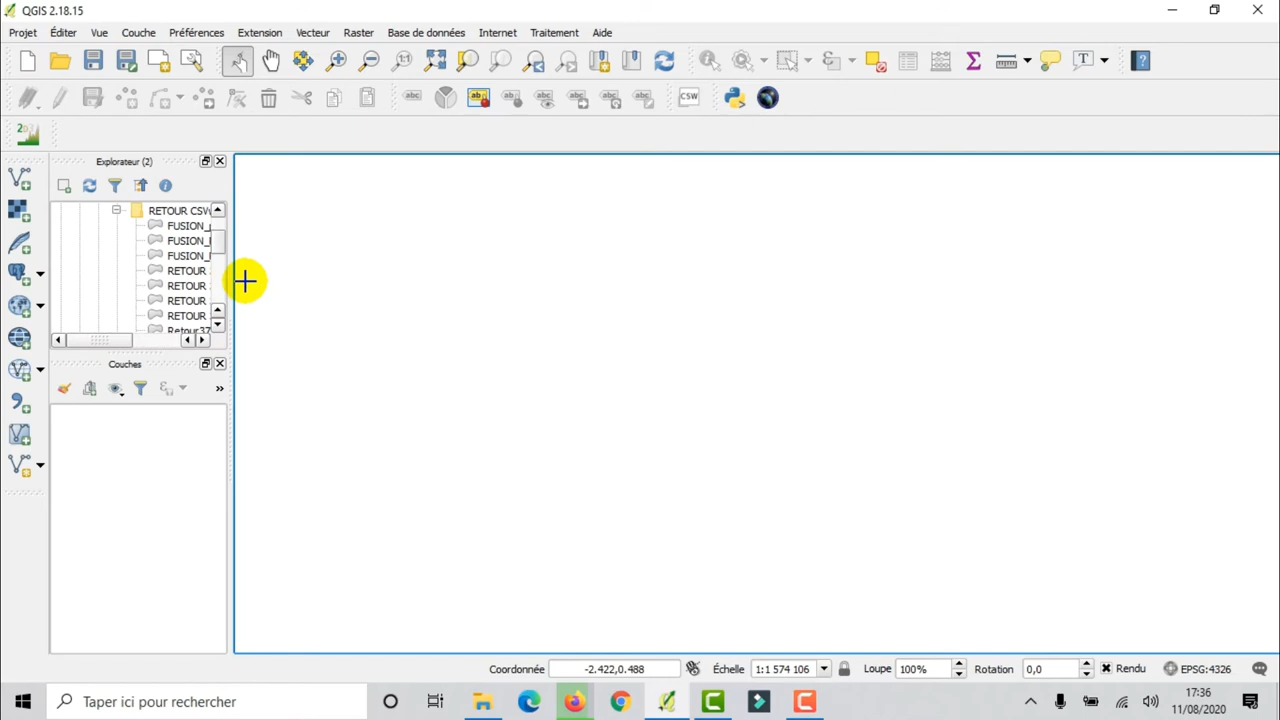 QGIS 2.18.15
Projet Éditer Vue Couche Préférences Extension Vecteur Raster Base de données Internet Traitement Aide
CSW
Explorateur (2)
RETOUR CSV
FUSION_
FUSION_
FUSION_
RETOUR
RETOUR
RETOUR
RETOUR
Retour37
Couches
Coordonnée -2.422,0.488 Échelle 1:1 574 106 Loupe 100% Rotation 0,0 Rendu EPSG:4326
Taper ici pour rechercher
17:36
11/08/2020